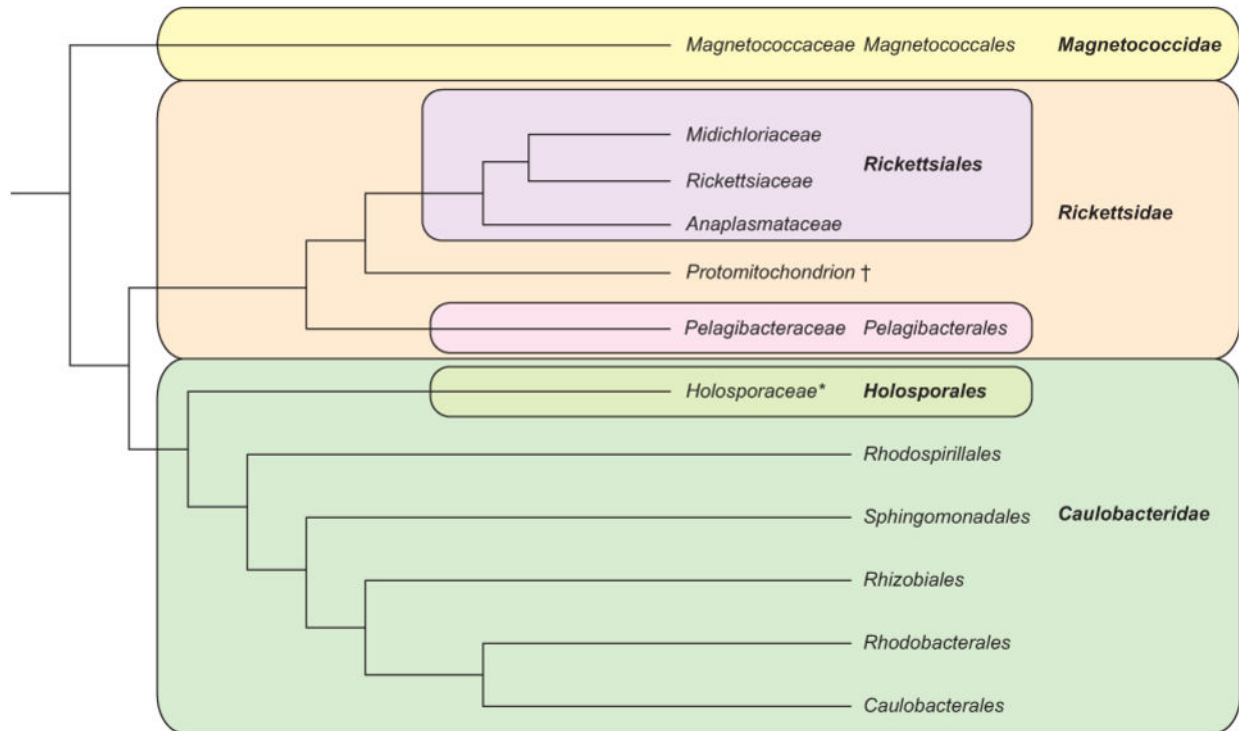 Magnetococcaceae Magnetococcales Magnetococcidae
Midichloriaceae
Rickettsiales
Rickettsiaceae
Rickettsidae
Anaplasmataceae
Protomitochondrion †
Pelagibacteraceae Pelagibacterales
Holosporaceae* Holosporales
Rhodospirillales
Sphingomonadales Caulobacteridae
Rhizobiales
Rhodobacterales
Caulobacterales